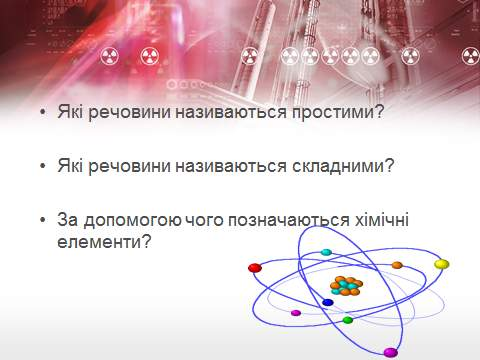 • Які речовини називаються простими?
• Які речовини називаються складними?
• За допомогою чого позначаються хімічні
елементи?